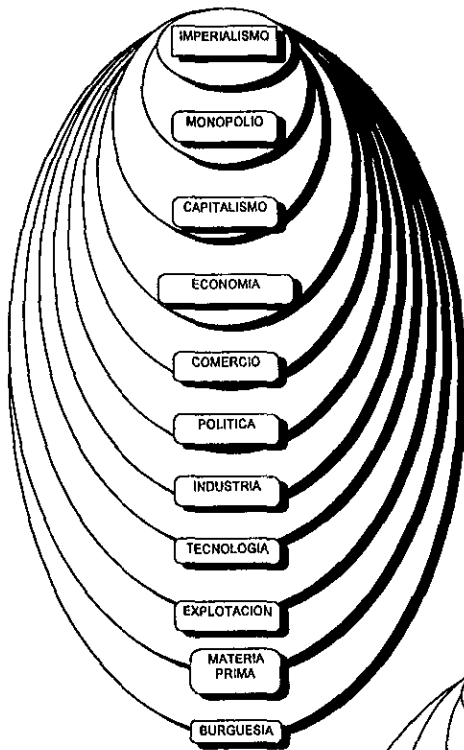 IMPERIALISMO
MONOPOLIO
CAPITALISMO
ECONOMIA
COMERCIO
POLITICA
INDUSTRIA
TECNOLOGIA
EXPLOTACION
MATERIA
PRIMA
BURGUESIA